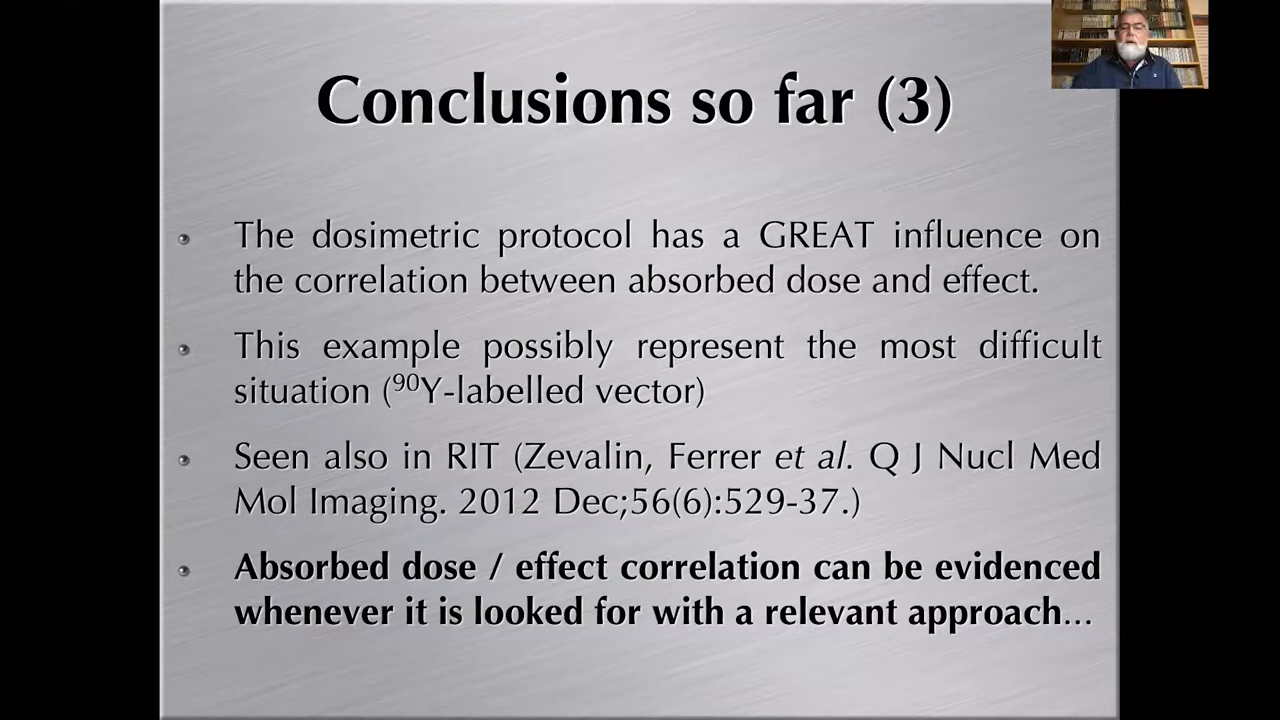 Conclusions so far (3)
The dosimetric protocol has a GREAT influence on
the correlation between absorbed dose and effect.
This example possibly represent the most difficult
situation (⁹⁰Y-labelled vector)
Seen also in RIT (Zevalin, Ferrer et al. Q J Nucl Med
Mol Imaging. 2012 Dec;56(6):529-37.)
Absorbed dose / effect correlation can be evidenced
whenever it is looked for with a relevant approach...